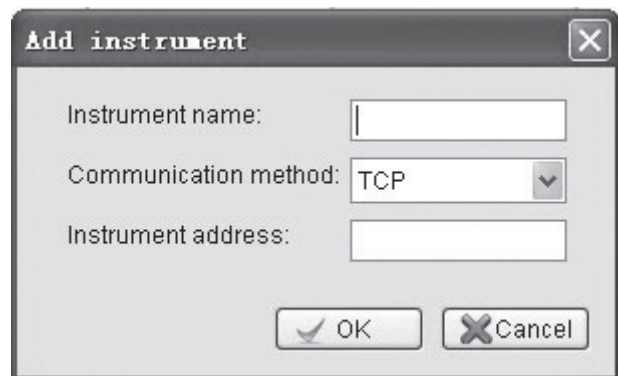 Add instrument
Instrument name:
Communication method: TCP
Instrument address:
OK Cancel